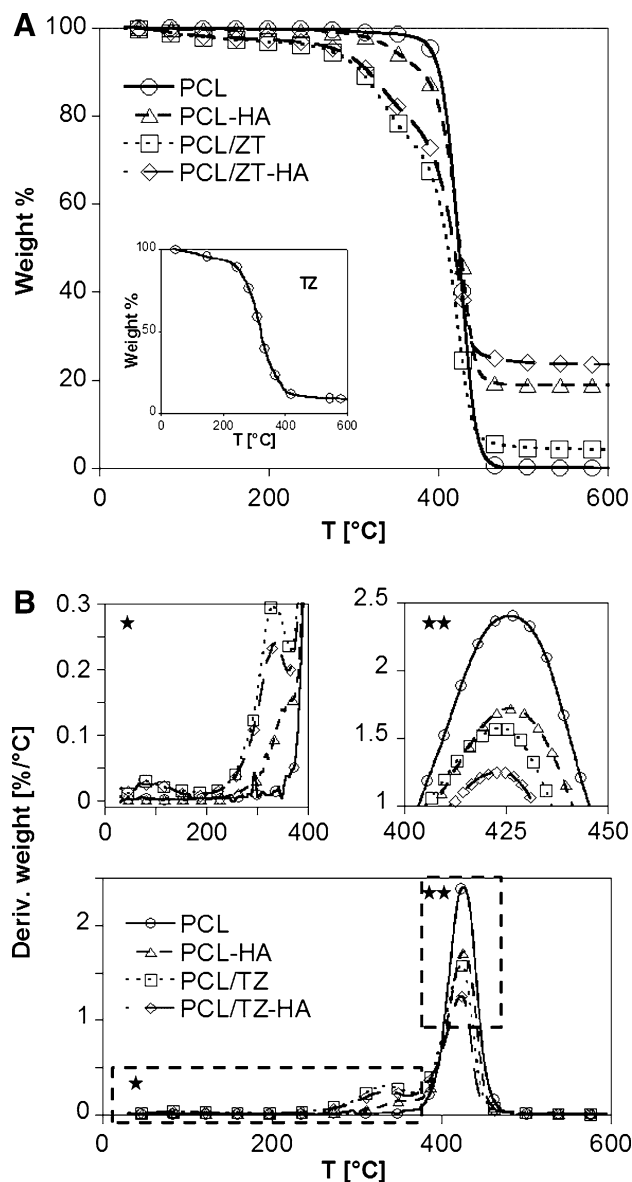 A
100
80
60
40
20
0
Weight %
PCL
PCL-HA
PCL/ZT
PCL/ZT-HA
100
50
0
Weight %
TZ
0 200 400 600
T [°C]
0 200 400 600
T [°C]
B
0.3
0.2
0.1
0
★
0 100 200 300 400
2.5
2
1.5
1
★★
400 425 450
Deriv. weight [%/°C]
2
1
0
PCL
PCL-HA
PCL/TZ
PCL/TZ-HA
★★
★
0 200 400 600
T [°C]